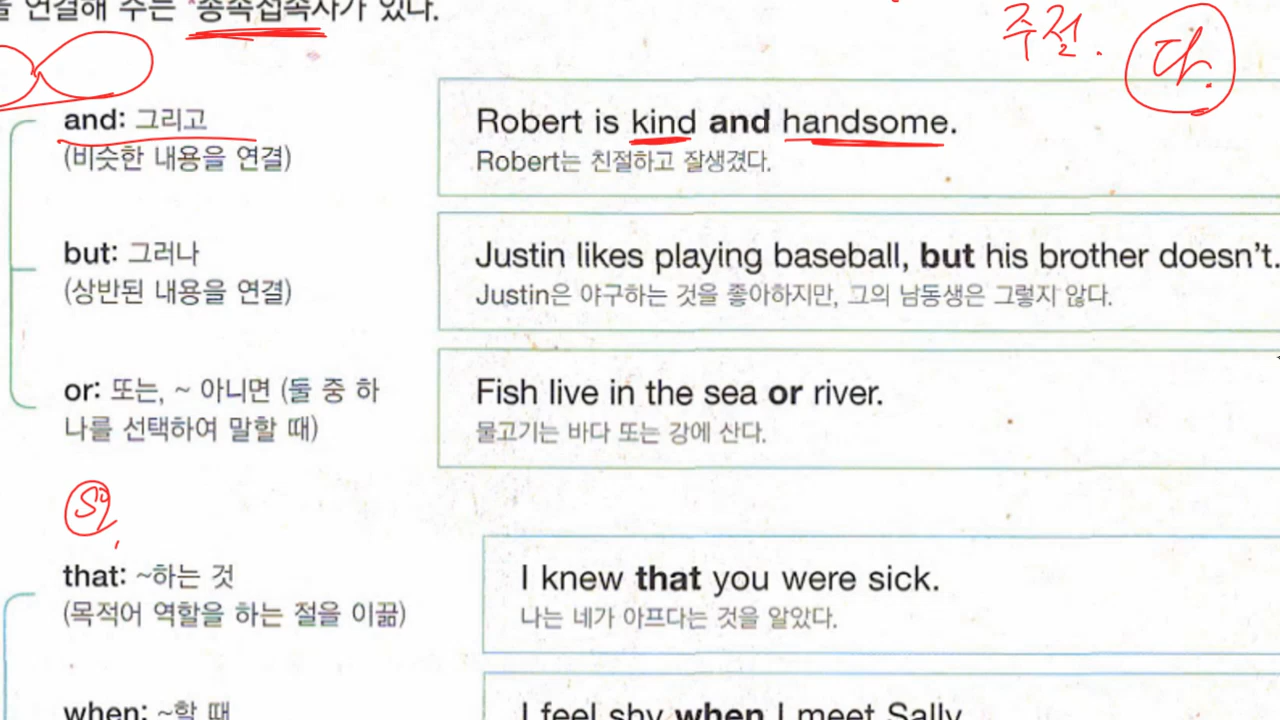 을 연결해 주는 *종속접속사가 있다.
주절.
다.
and: 그리고
(비슷한 내용을 연결)
Robert is kind and handsome.
Robert는 친절하고 잘생겼다.
but: 그러나
(상반된 내용을 연결)
Justin likes playing baseball, but his brother doesn't.
Justin은 야구하는 것을 좋아하지만, 그의 남동생은 그렇지 않다.
or: 또는, ~ 아니면 (둘 중 하
나를 선택하여 말할 때)
Fish live in the sea or river.
물고기는 바다 또는 강에 산다.
that: ~하는 것
(목적어 역할을 하는 절을 이끎)
I knew that you were sick.
나는 네가 아프다는 것을 알았다.
when: ~할 때
I feel shy when I meet Sally.